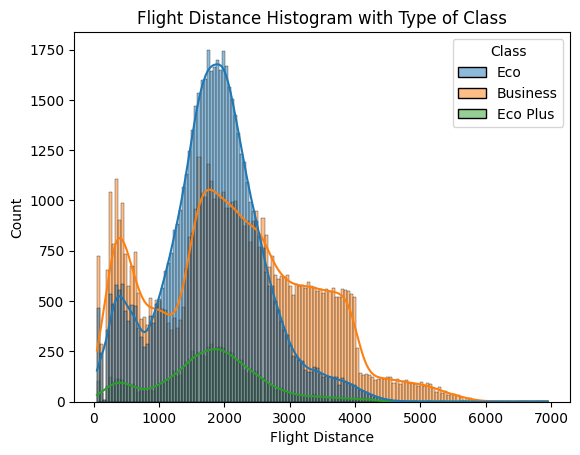 Flight Distance Histogram with Type of Class
Class
Eco
Business
Eco Plus
Count
1750
1500
1250
1000
750
500
250
0
0 1000 2000 3000 4000 5000 6000 7000
Flight Distance